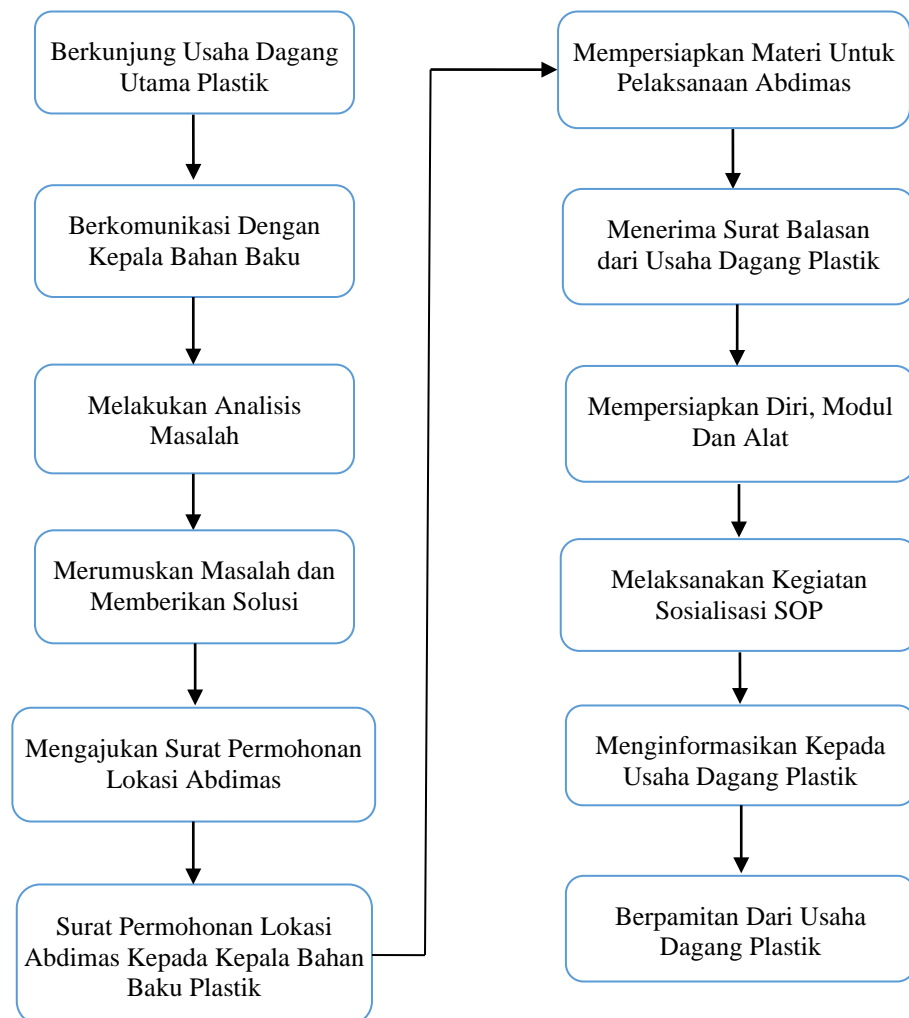 Berkunjung Usaha Dagang
Utama Plastik
Berkomunikasi Dengan
Kepala Bahan Baku
Melakukan Analisis
Masalah
Merumuskan Masalah dan
Memberikan Solusi
Mengajukan Surat Permohonan
Lokasi Abdimas
Surat Permohonan Lokasi
Abdimas Kepada Kepala Bahan
Baku Plastik
Mempersiapkan Materi Untuk
Pelaksanaan Abdimas
Menerima Surat Balasan
dari Usaha Dagang Plastik
Mempersiapkan Diri, Modul
Dan Alat
Melaksanakan Kegiatan
Sosialisasi SOP
Menginformasikan Kepada
Usaha Dagang Plastik
Berpamitan Dari Usaha
Dagang Plastik